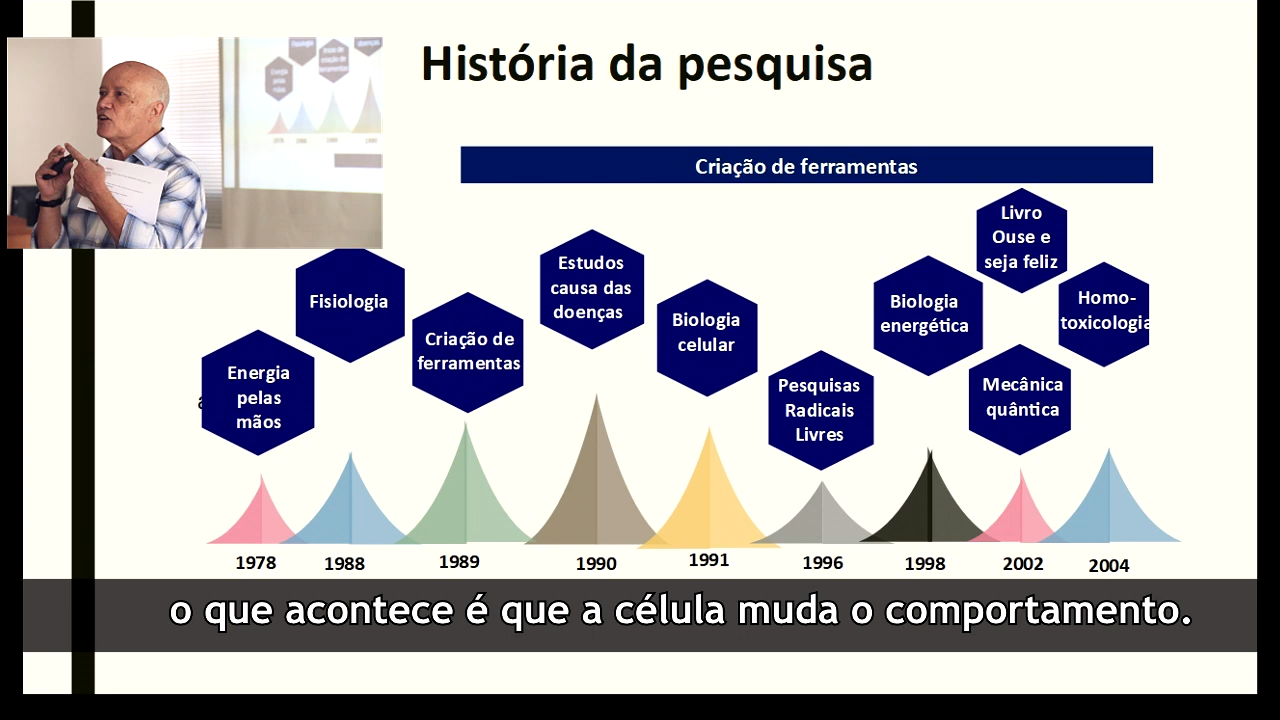 História da pesquisa
Criação de ferramentas
Livro
Ouse e
seja feliz
Estudos
causa das
doenças
Fisiologia
Biologia
energética
Homo-
toxicologia
Biologia
celular
Criação de
ferramentas
Energia
pelas
mãos
Pesquisas
Radicais
Livres
Mecânica
quântica
1978
1988
1989
1990
1991
1996
1998
2002
2004
o que acontece é que a célula muda o comportamento.